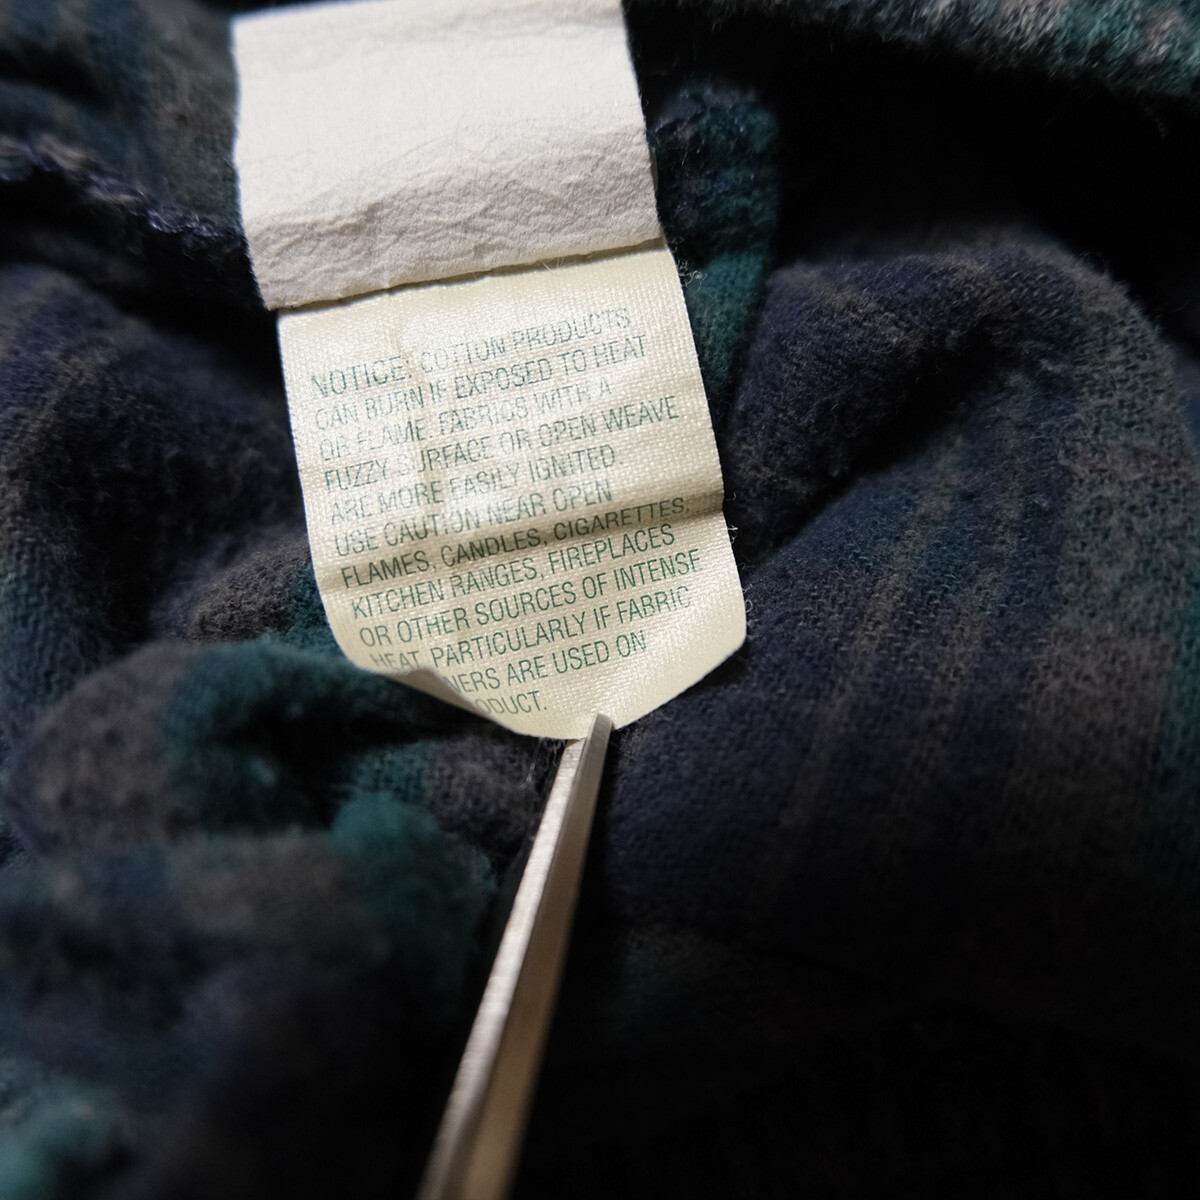 NOTICE: COTTON PRODUCTS
CAN BURN IF EXPOSED TO HEAT
OR FLAME. FABRICS WITH A
FUZZY SURFACE OR OPEN WEAVE
ARE MORE EASILY IGNITED.
USE CAUTION NEAR OPEN
FLAMES, CANDLES, CIGARETTES,
KITCHEN RANGES, FIREPLACES
OR OTHER SOURCES OF INTENSE
HEAT, PARTICULARLY IF FABRIC
NERS ARE USED ON
ODUCT.